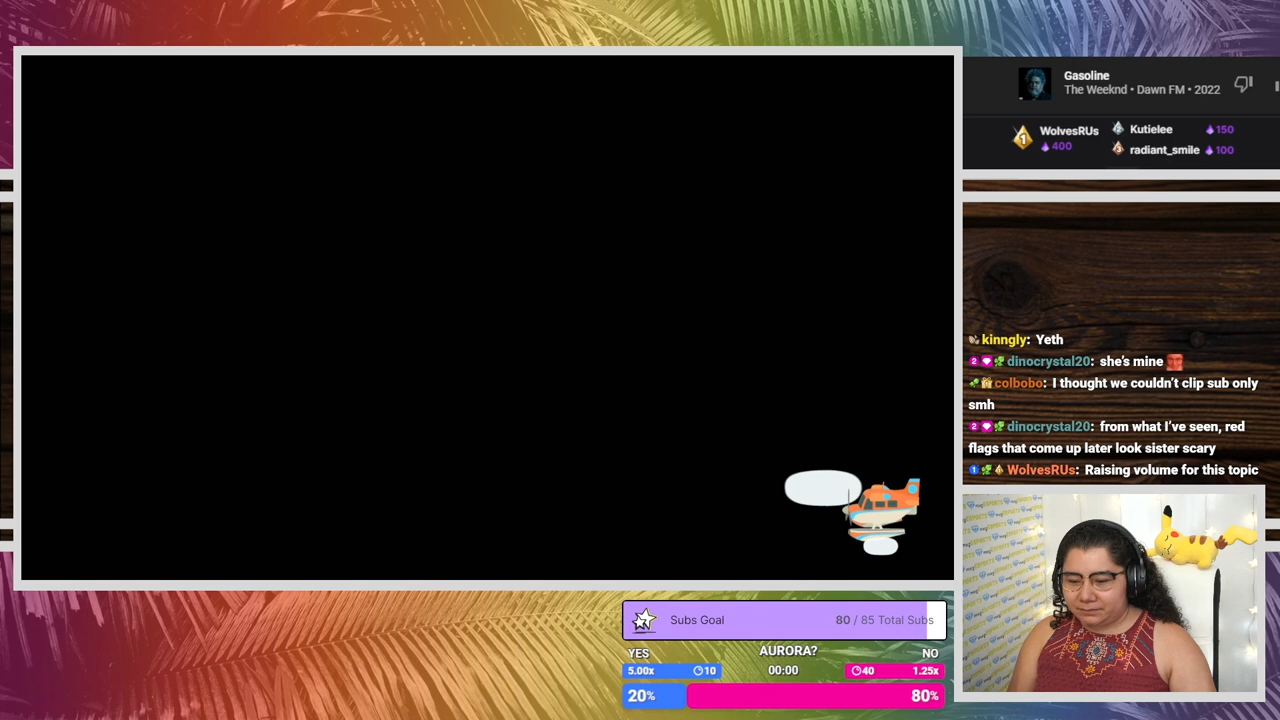 Gasoline
The Weeknd • Dawn FM • 2022
WolvesRUs
400
Kutielee 150
radiant_smile 100
kinngly: Yeth
dinocrystal20: she's mine
colbobo: I thought we couldn't clip sub only
smh
dinocrystal20: from what I've seen, red
flags that come up later look sister scary
WolvesRUs: Raising volume for this topic
Subs Goal 80 / 85 Total Subs
YES AURORA? NO
5.00x 10 00:00 40 1.25x
20% 80%